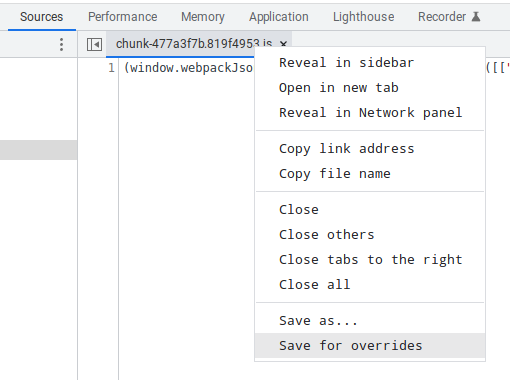 Sources Performance Memory Application Lighthouse Recorder
chunk-477a3f7b.819f4953.js ×
1 (window.webpackJso ([["
Reveal in sidebar
Open in new tab
Reveal in Network panel
Copy link address
Copy file name
Close
Close others
Close tabs to the right
Close all
Save as...
Save for overrides